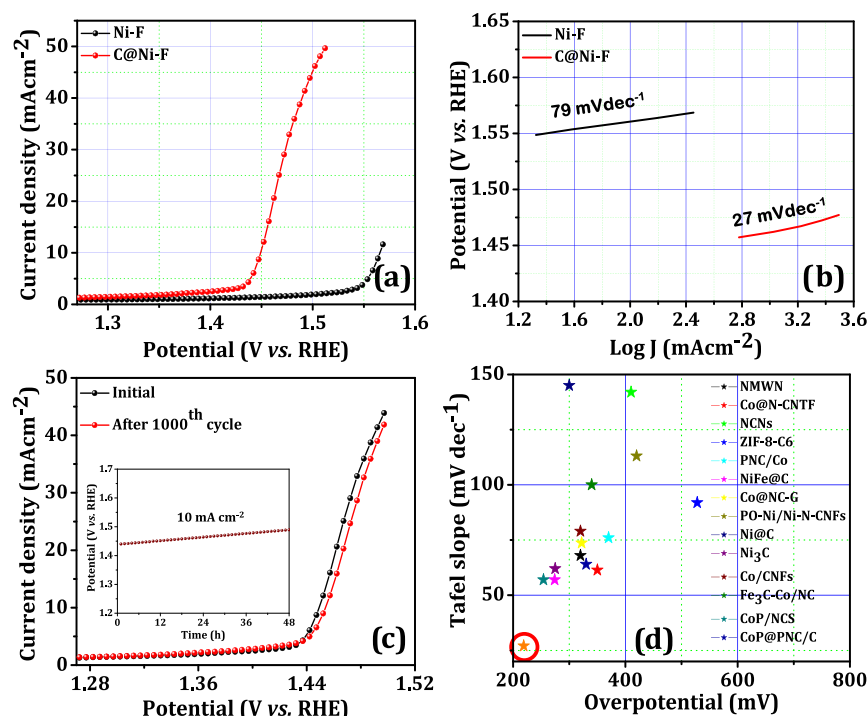 Ni-F
C@Ni-F
50
40
30
20
10
0
Current density (mAcm-2)
1.3
1.4
1.5
1.6
Potential (V vs. RHE)
(a)
Ni-F
C@Ni-F
1.65
1.60
1.55
1.50
1.45
1.40
Potential (V vs. RHE)
79 mVdec-1
27 mVdec-1
1.2
1.6
2.0
2.4
2.8
3.2
3.6
Log J (mAcm-2)
(b)
Initial
After 1000th cycle
50
40
30
20
10
0
Current density (mAcm-2)
1.7
1.6
1.4
1.3
1.2
Potential (V vs. RHE)
10 mA cm-2
0
12
24
36
48
Time (h)
1.28
1.36
1.44
1.52
Potential (V vs. RHE)
(c)
150
100
50
Tafel slope (mV dec-1)
NMWN
Co@N-CNTF
NCNs
ZIF-8-C6
PNC/Co
NiFe@C
Co@NC-G
PO-Ni/Ni-N-CNFs
Ni@C
Ni3C
Co/CNFs
Fe3C-Co/NC
CoP/NCS
CoP@PNC/C
200
400
600
800
Overpotential (mV)
(d)